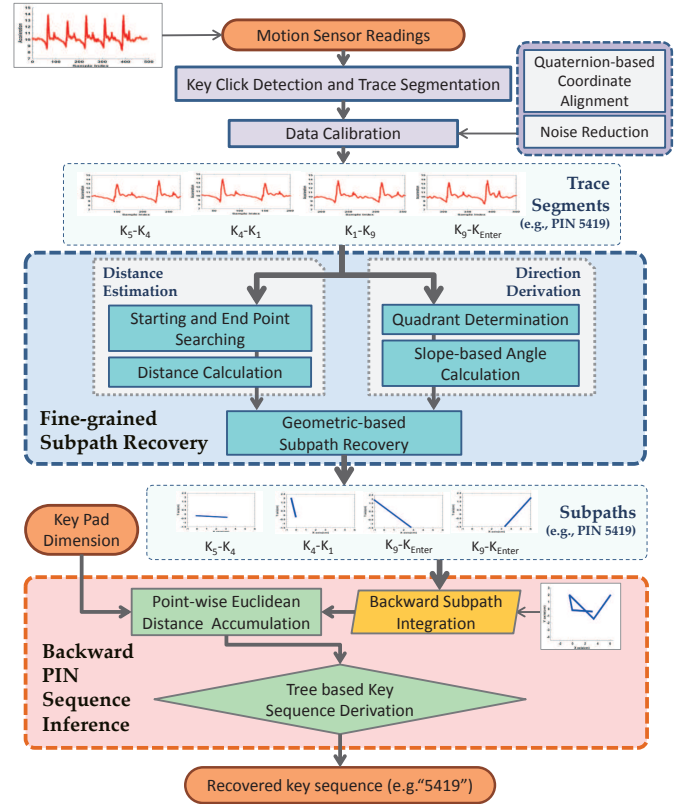 Motion Sensor Readings
Key Click Detection and Trace Segmentation
Quaternion-based
Coordinate
Alignment
Data Calibration
Noise Reduction
Trace
Segments
(e.g., PIN 5419)
K5-K4
K4-K1
K1-K9
K9-KEnter
Distance
Estimation
Direction
Derivation
Starting and End Point
Searching
Quadrant Determination
Distance Calculation
Slope-based Angle
Calculation
Fine-grained
Subpath Recovery
Geometric-based
Subpath Recovery
Key Pad
Dimension
Subpaths
(e.g., PIN 5419)
K5-K4
K4-K1
K9-KEnter
K9-KEnter
Point-wise Euclidean
Distance Accumulation
Backward Subpath
Integration
Backward
PIN
Sequence
Inference
Tree based Key
Sequence Derivation
Recovered key sequence (e.g."5419")